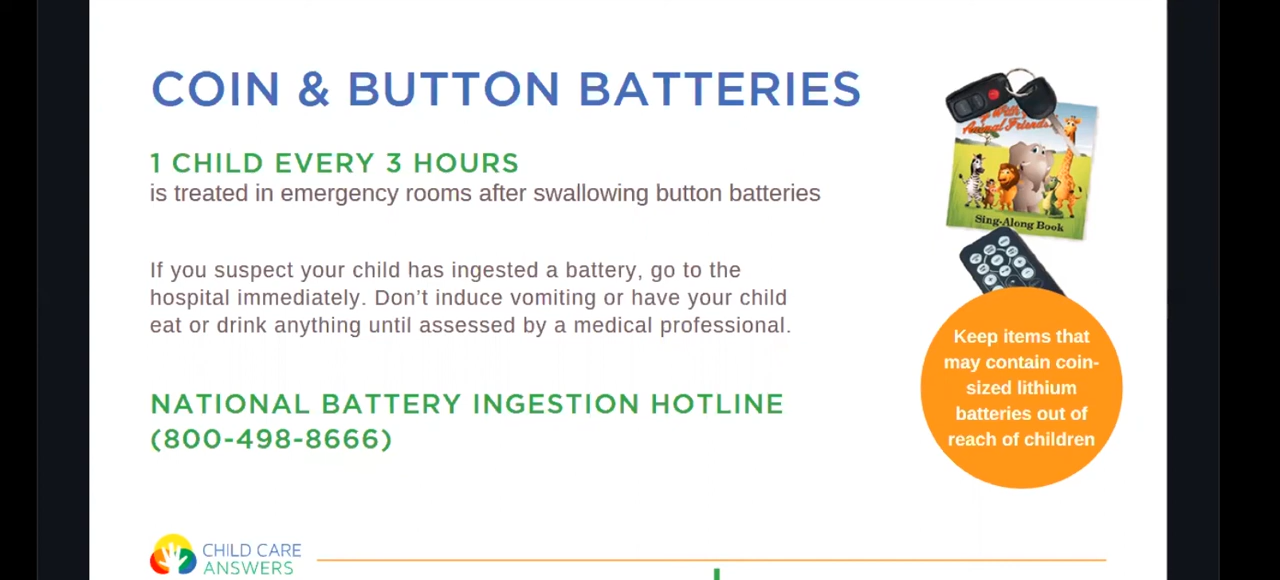 COIN & BUTTON BATTERIES
1 CHILD EVERY 3 HOURS
is treated in emergency rooms after swallowing button batteries
If you suspect your child has ingested a battery, go to the
hospital immediately. Don’t induce vomiting or have your child
eat or drink anything until assessed by a medical professional.
NATIONAL BATTERY INGESTION HOTLINE
(800-498-8666)
With
Animal Friends
Sing-Along Book
Keep items that
may contain coin-
sized lithium
batteries out of
reach of children
CHILD CARE
ANSWERS